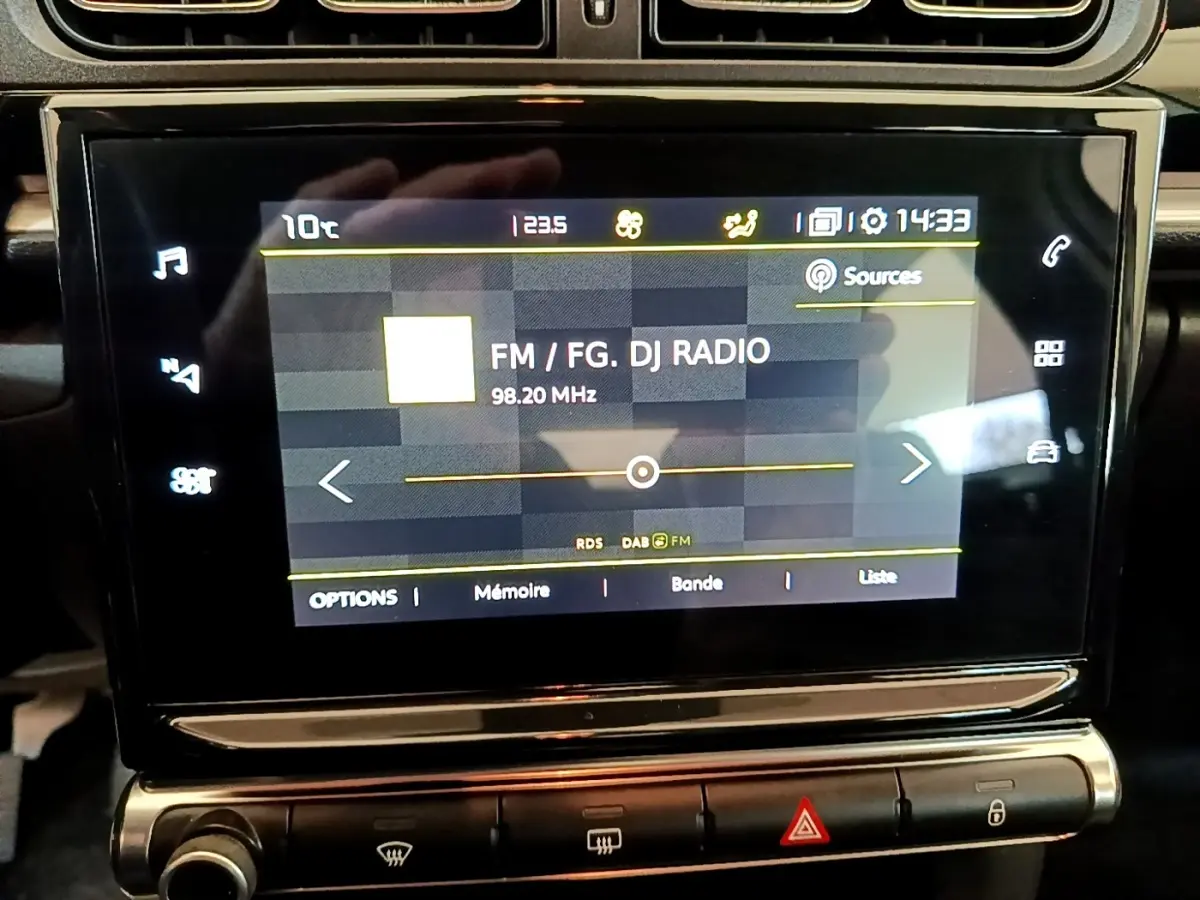 10°C | 23.5 | | 14:33
Sources
N
FM / FG. DJ RADIO
98.20 MHz
RDS DAB FM
OPTIONS | Mémoire | Bande | Liste